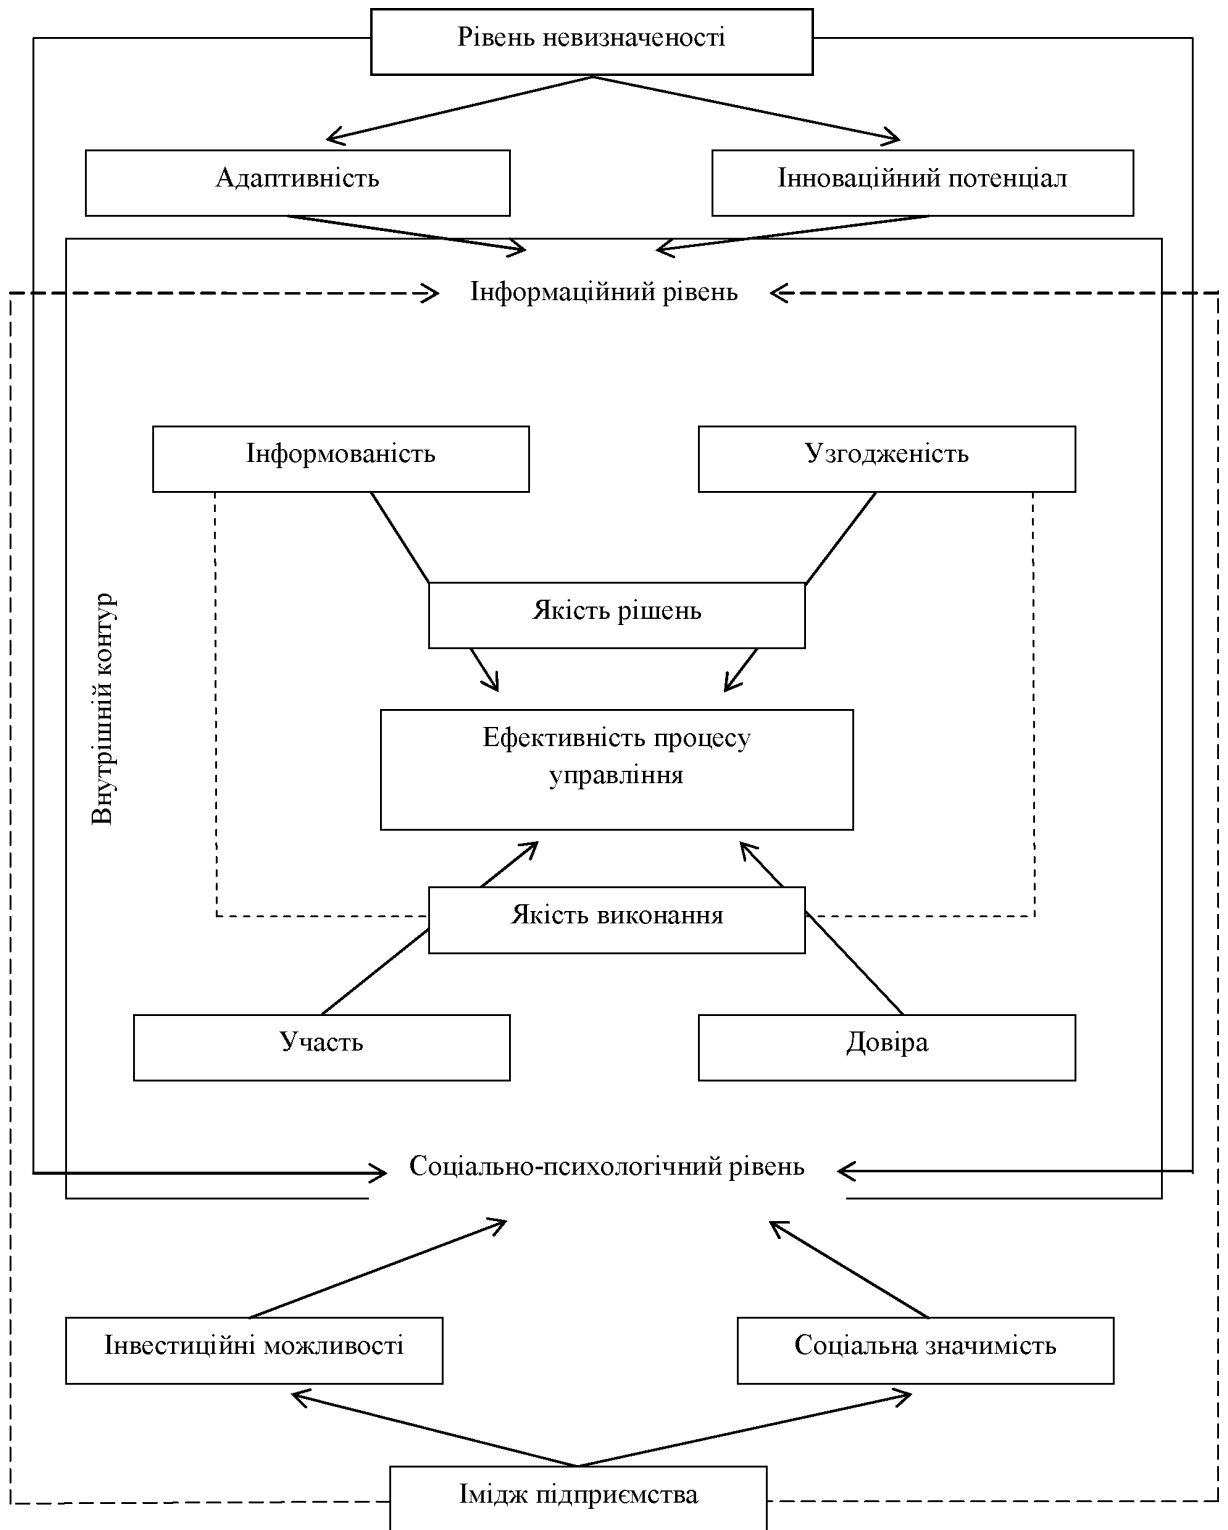 Рівень невизначеності
Адаптивність
Інноваційний потенціал
Інформаційний рівень
Інформованість
Узгодженість
Якість рішень
Внутрішній контур
Ефективність процесу
управління
Якість виконання
Участь
Довіра
Соціально-психологічний рівень
Інвестиційні можливості
Соціальна значимість
Імідж підприємства